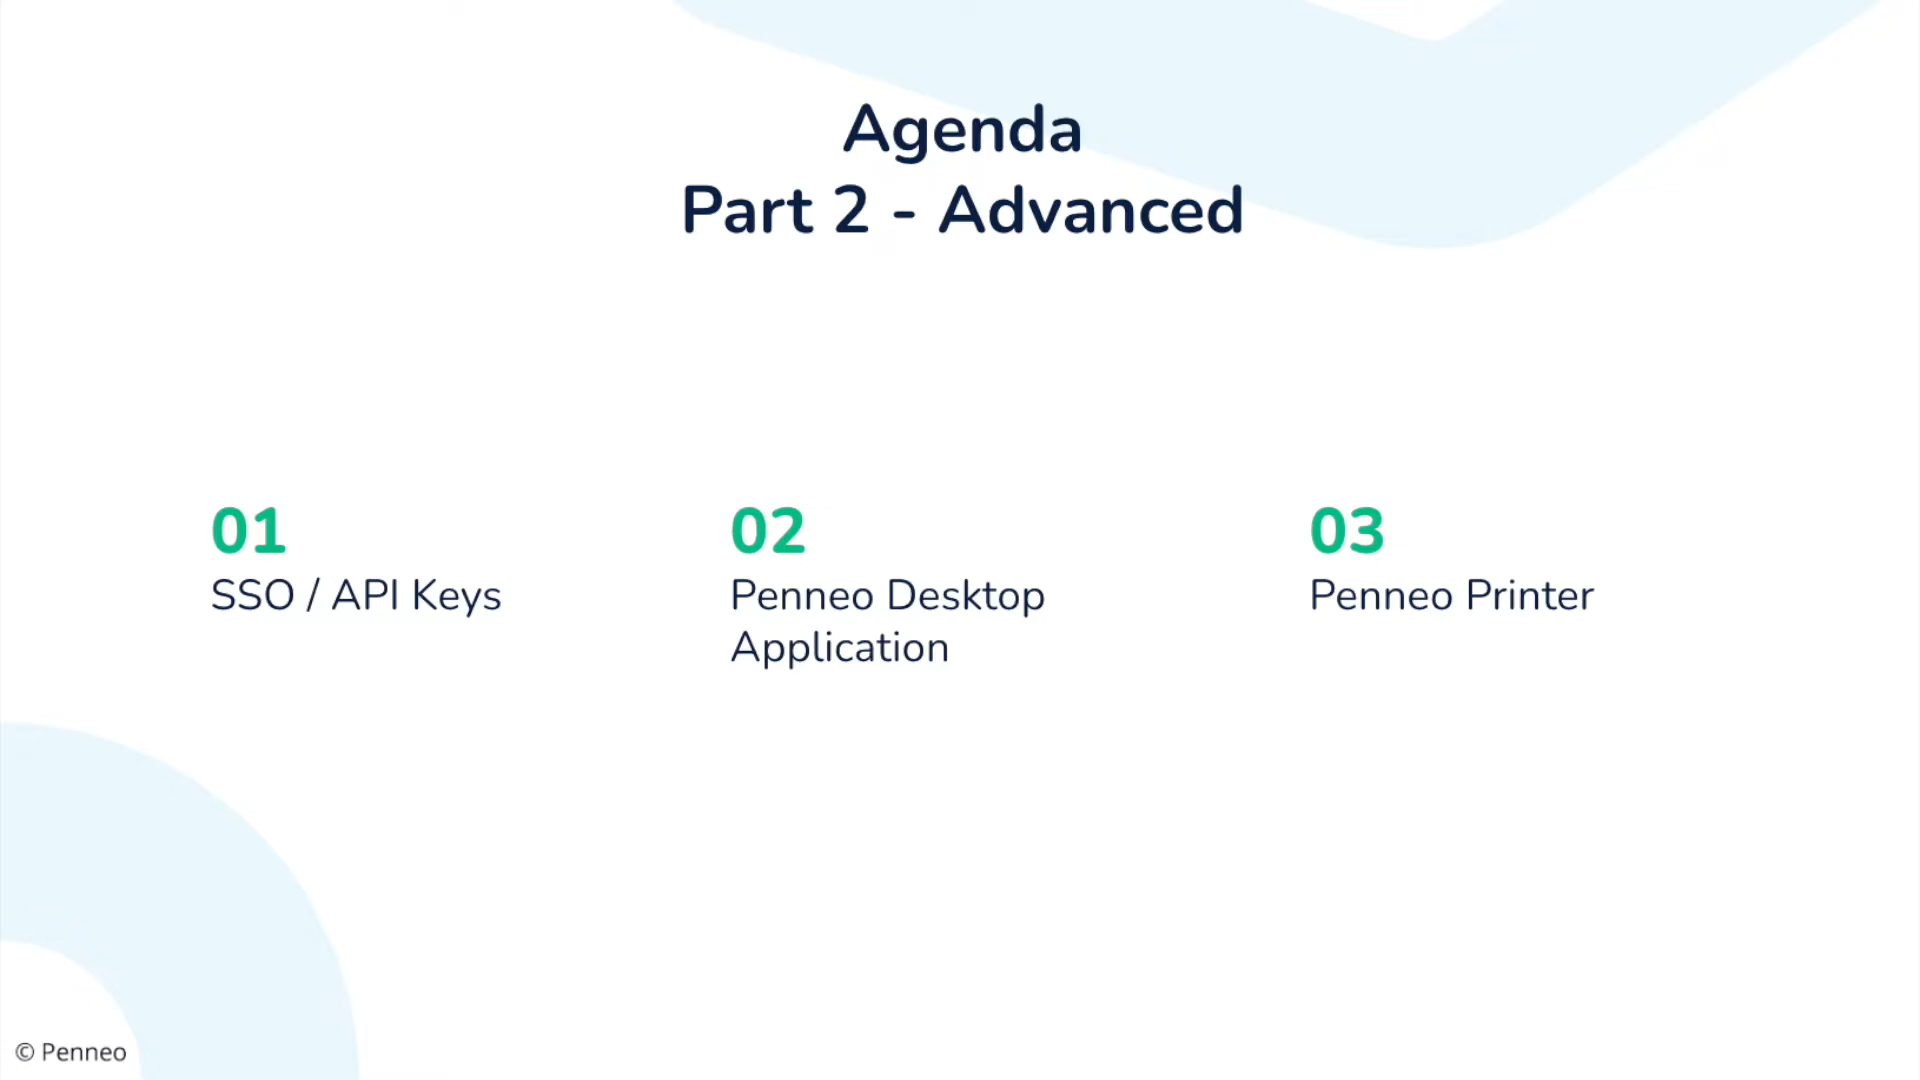 Agenda
Part 2 - Advanced
01
SSO / API Keys
02
Penneo Desktop
Application
03
Penneo Printer
© Penneo